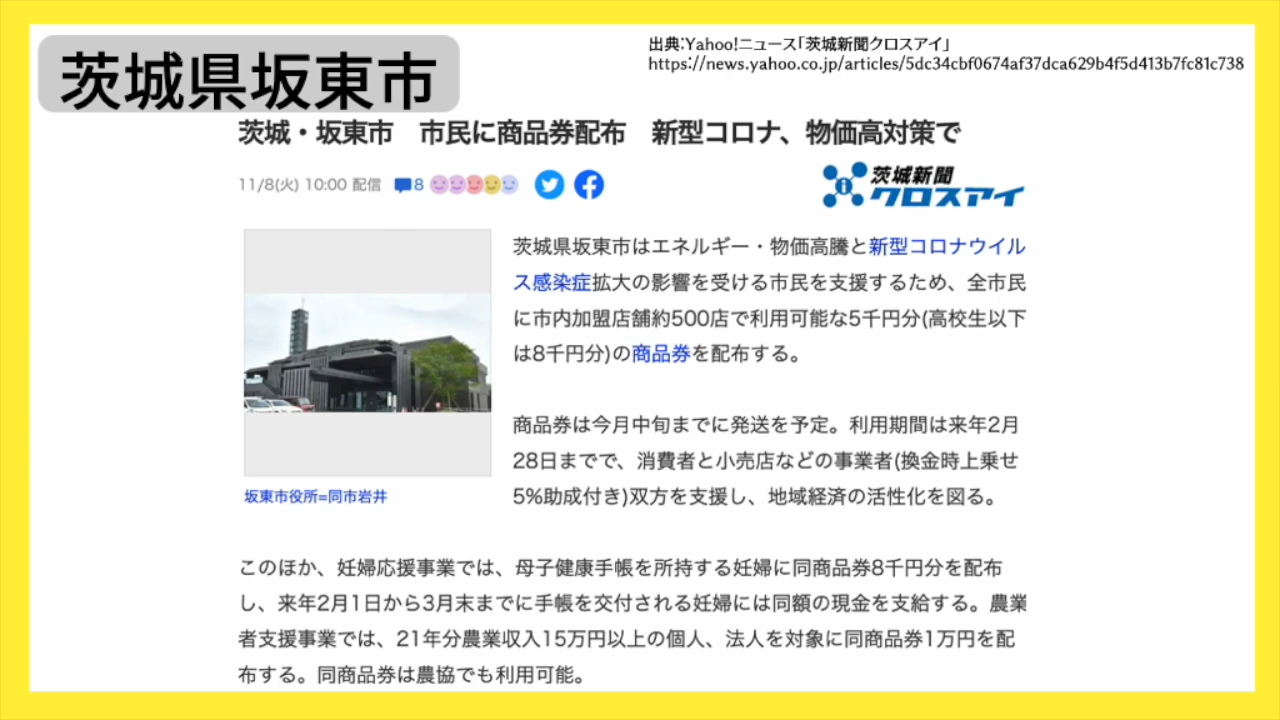 茨城県坂東市
出典:Yahoo!ニュース「茨城新聞クロスアイ」
https://news.yahoo.co.jp/articles/5dc34cbf0674af37dca629b4f5d413b7fc81c738
茨城・坂東市　市民に商品券配布　新型コロナ、物価高対策で
11/8(火) 10:00 配信 8
茨城新聞
クロスアイ
茨城県坂東市はエネルギー・物価高騰と新型コロナウイル
ス感染症拡大の影響を受ける市民を支援するため、全市民
に市内加盟店舗約500店で利用可能な5千円分(高校生以下
は8千円分)の商品券を配布する。
商品券は今月中旬までに発送を予定。利用期間は来年2月
28日までで、消費者と小売店などの事業者(換金時上乗せ
5%助成付き)双方を支援し、地域経済の活性化を図る。
坂東市役所=同市岩井
このほか、妊婦応援事業では、母子健康手帳を所持する妊婦に同商品券8千円分を配布
し、来年2月1日から3月末までに手帳を交付される妊婦には同額の現金を支給する。農業
者支援事業では、21年分農業収入15万円以上の個人、法人を対象に同商品券1万円を配
布する。同商品券は農協でも利用可能。